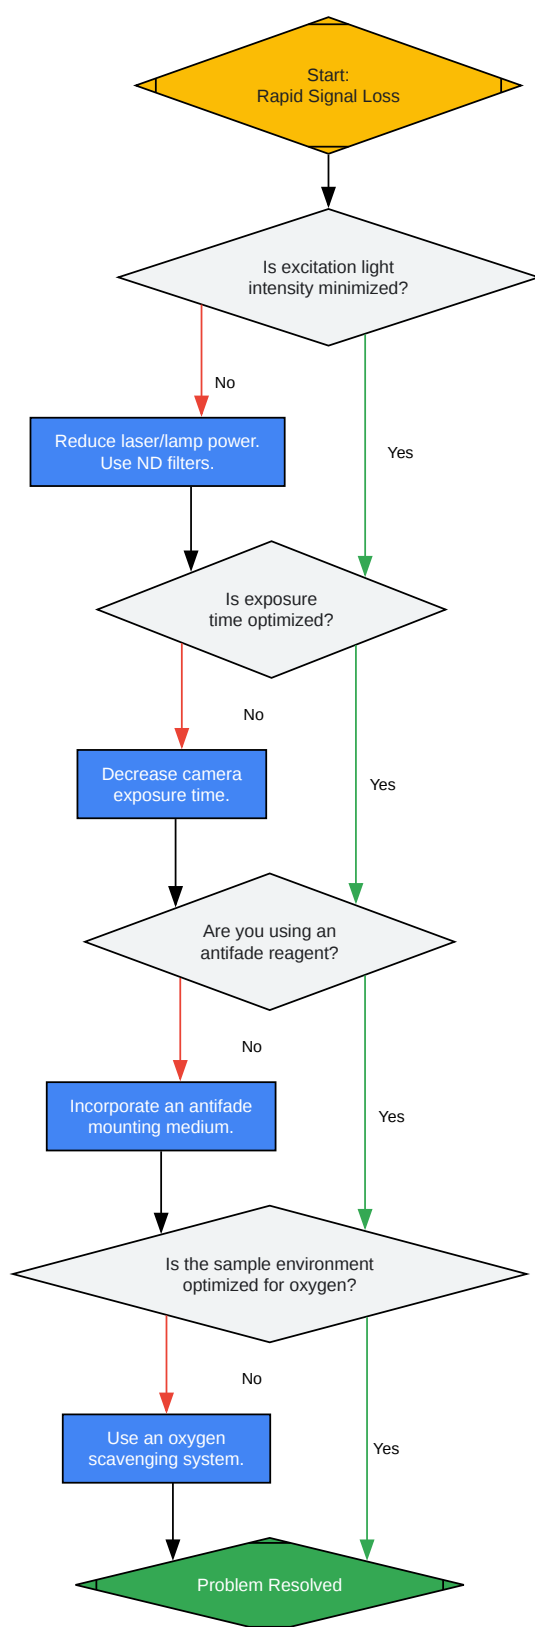 Start:
Rapid Signal Loss
Is excitation light
intensity minimized?
No
Yes
Reduce laser/lamp power.
Use ND filters.
Is exposure
time optimized?
No
Yes
Decrease camera
exposure time.
Are you using an
antifade reagent?
No
Yes
Incorporate an antifade
mounting medium.
Is the sample environment
optimized for oxygen?
No
Yes
Use an oxygen
scavenging system.
Problem Resolved